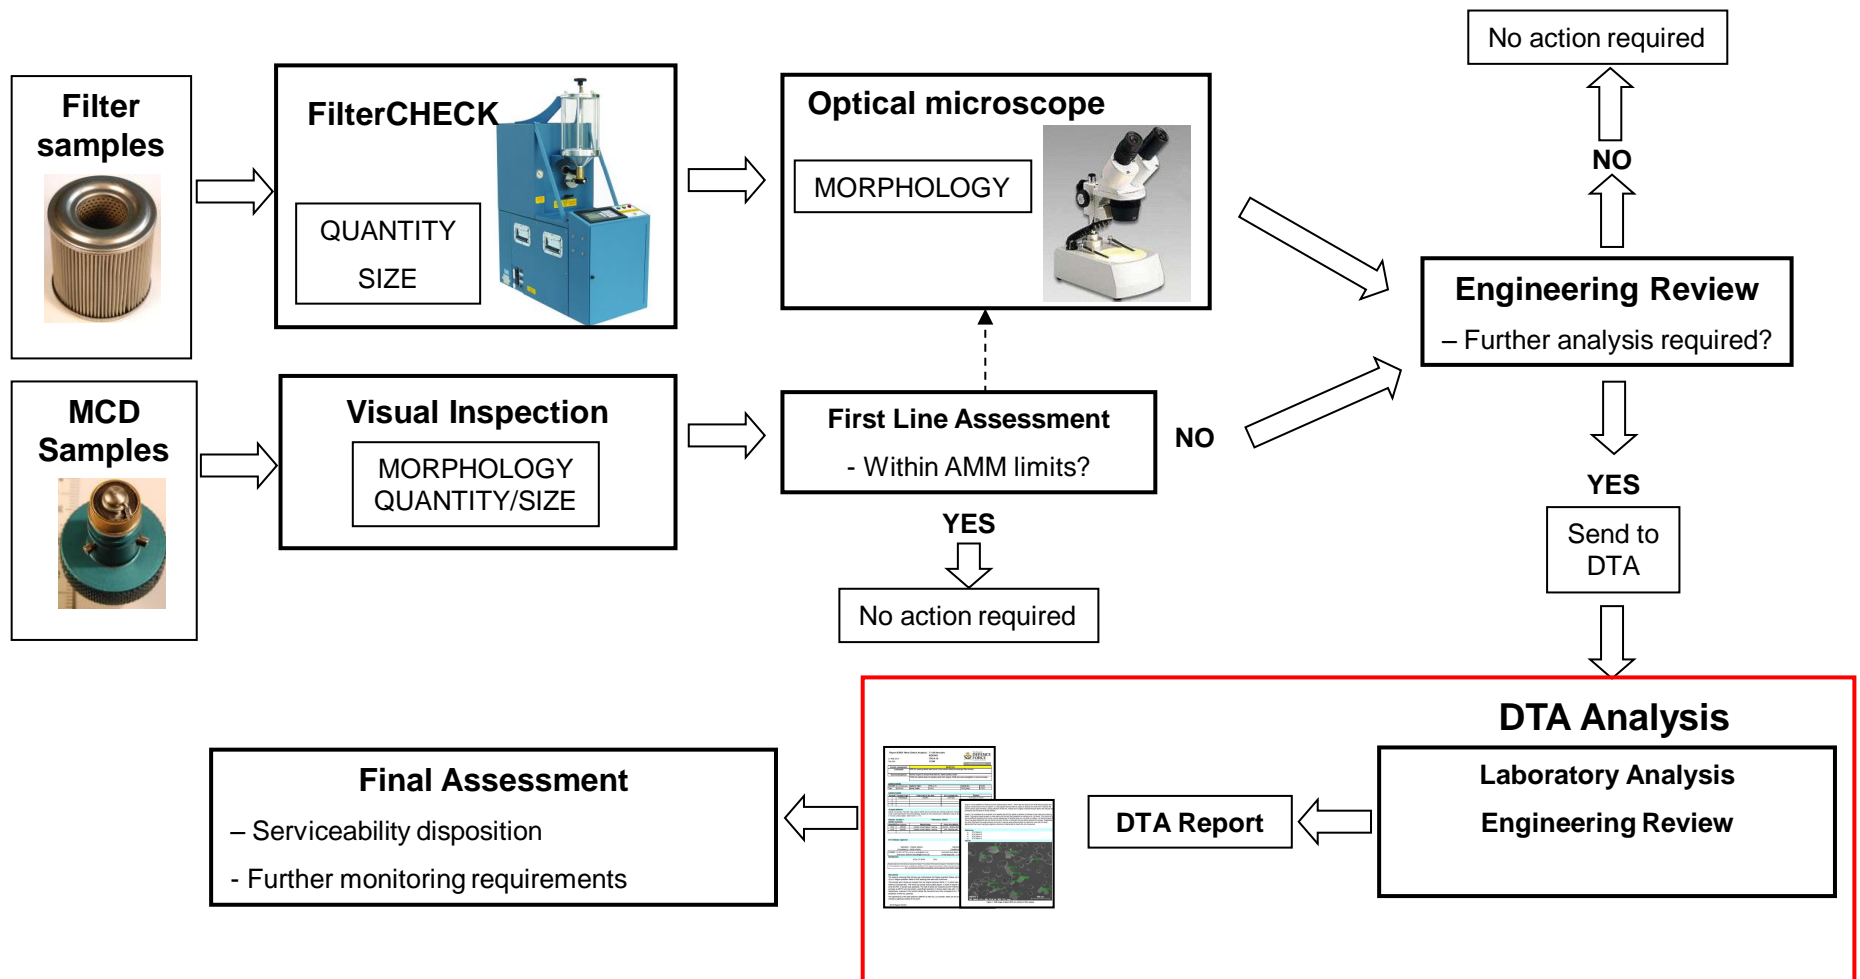 Filter
samples
FilterCHECK
QUANTITY
SIZE
Optical microscope
MORPHOLOGY
No action required
NO
Engineering Review
– Further analysis required?
MCD
Samples
Visual Inspection
MORPHOLOGY
QUANTITY/SIZE
First Line Assessment
- Within AMM limits?
NO
YES
No action required
YES
Send to
DTA
DTA Analysis
Laboratory Analysis
Engineering Review
DTA Report
DEFENCE
FORCE
Final Assessment
– Serviceability disposition
- Further monitoring requirements